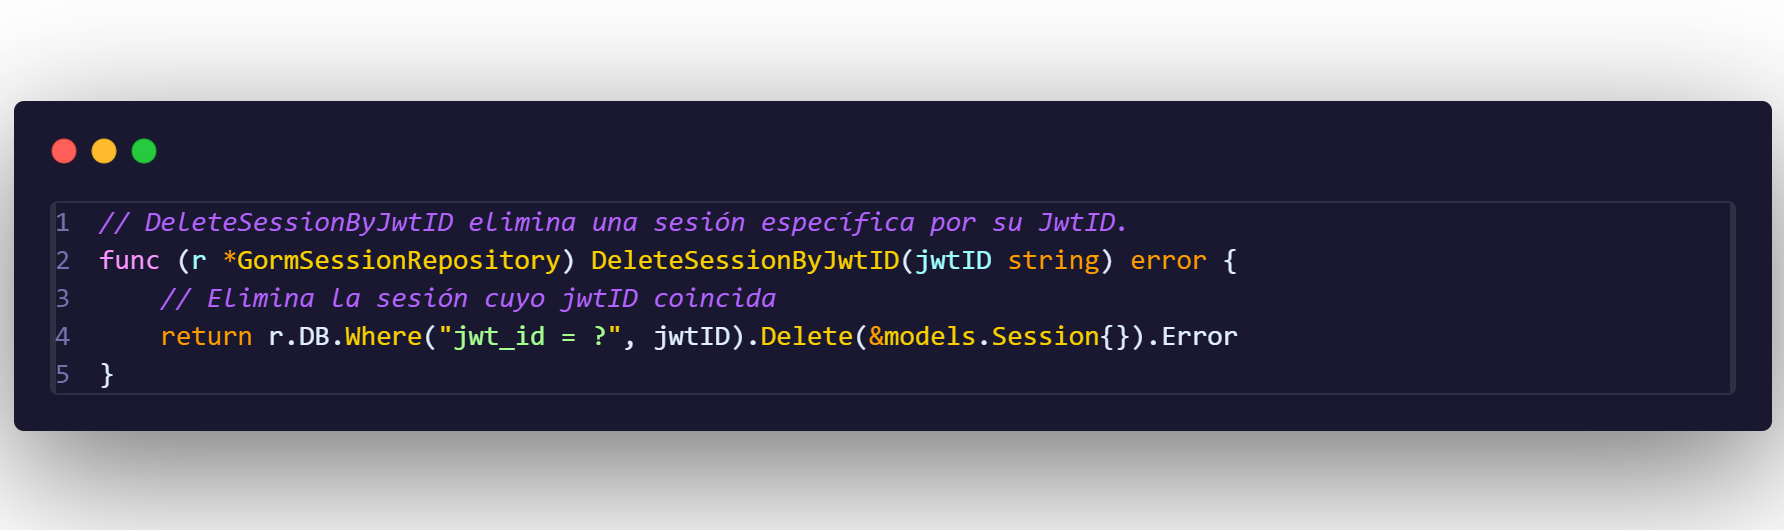 1 // DeleteSessionByJwtID elimina una sesión específica por su JwtID.
2 func (r *GormSessionRepository) DeleteSessionByJwtID(jwtID string) error {
3     // Elimina la sesión cuyo jwtID coincida
4     return r.DB.Where("jwt_id = ?", jwtID).Delete(&models.Session{}).Error
5 }